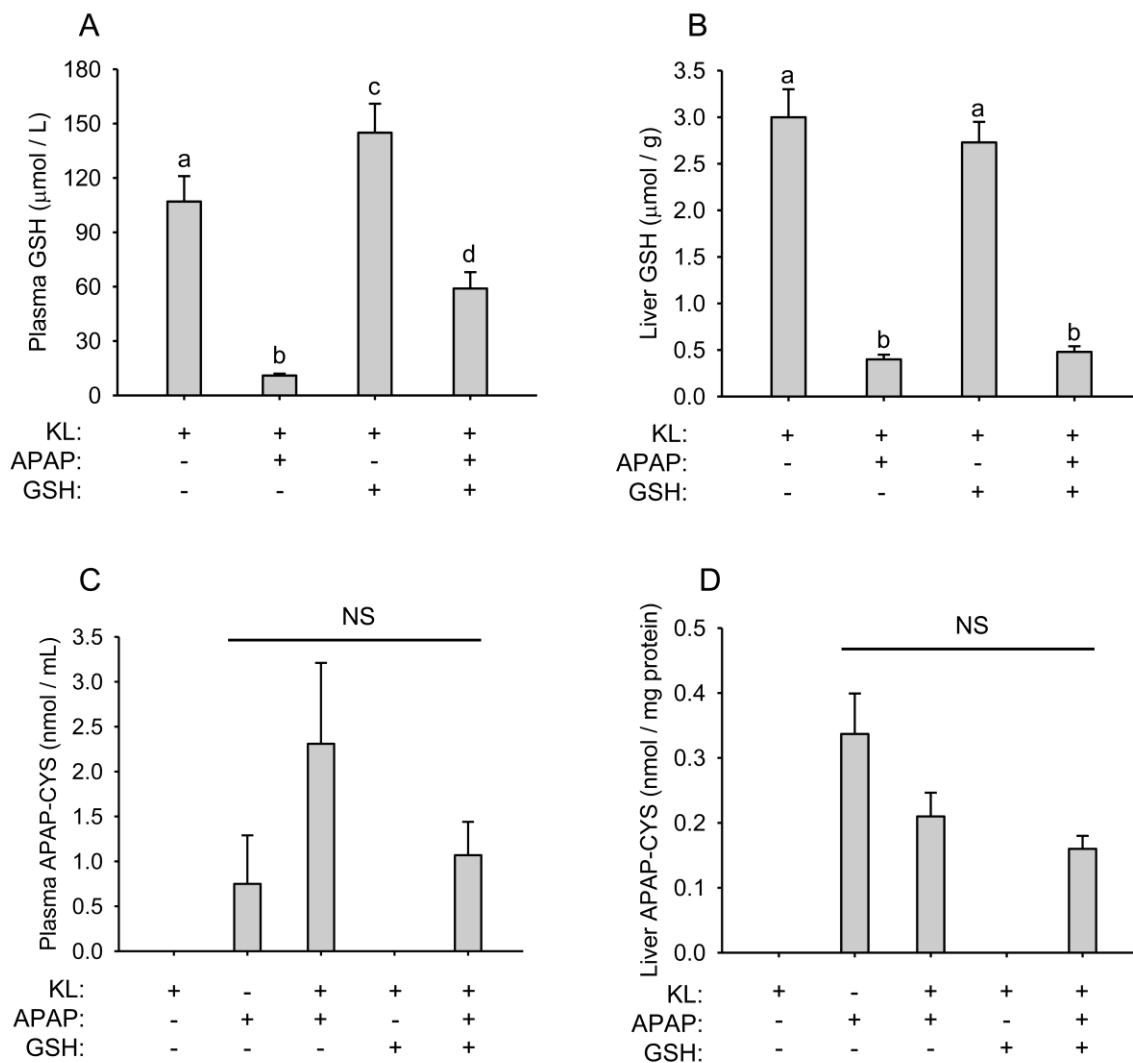 A
Plasma GSH (μmol / L)
180
150
120
90
60
30
0
a
b
c
d
KL: + + + +
APAP: - + - +
GSH: - - + +
B
Liver GSH (μmol / g)
3.5
3.0
2.5
2.0
1.5
1.0
0.5
0.0
a
b
a
b
KL: + + + +
APAP: - + - +
GSH: - - + +
C
Plasma APAP-CYS (nmol / mL)
3.5
3.0
2.5
2.0
1.5
1.0
0.5
0.0
NS
KL: + - + + +
APAP: - + + - +
GSH: - - - + +
D
Liver APAP-CYS (nmol / mg protein)
0.5
0.4
0.3
0.2
0.1
0.0
NS
KL: + - + + +
APAP: - + + - +
GSH: - - - + +